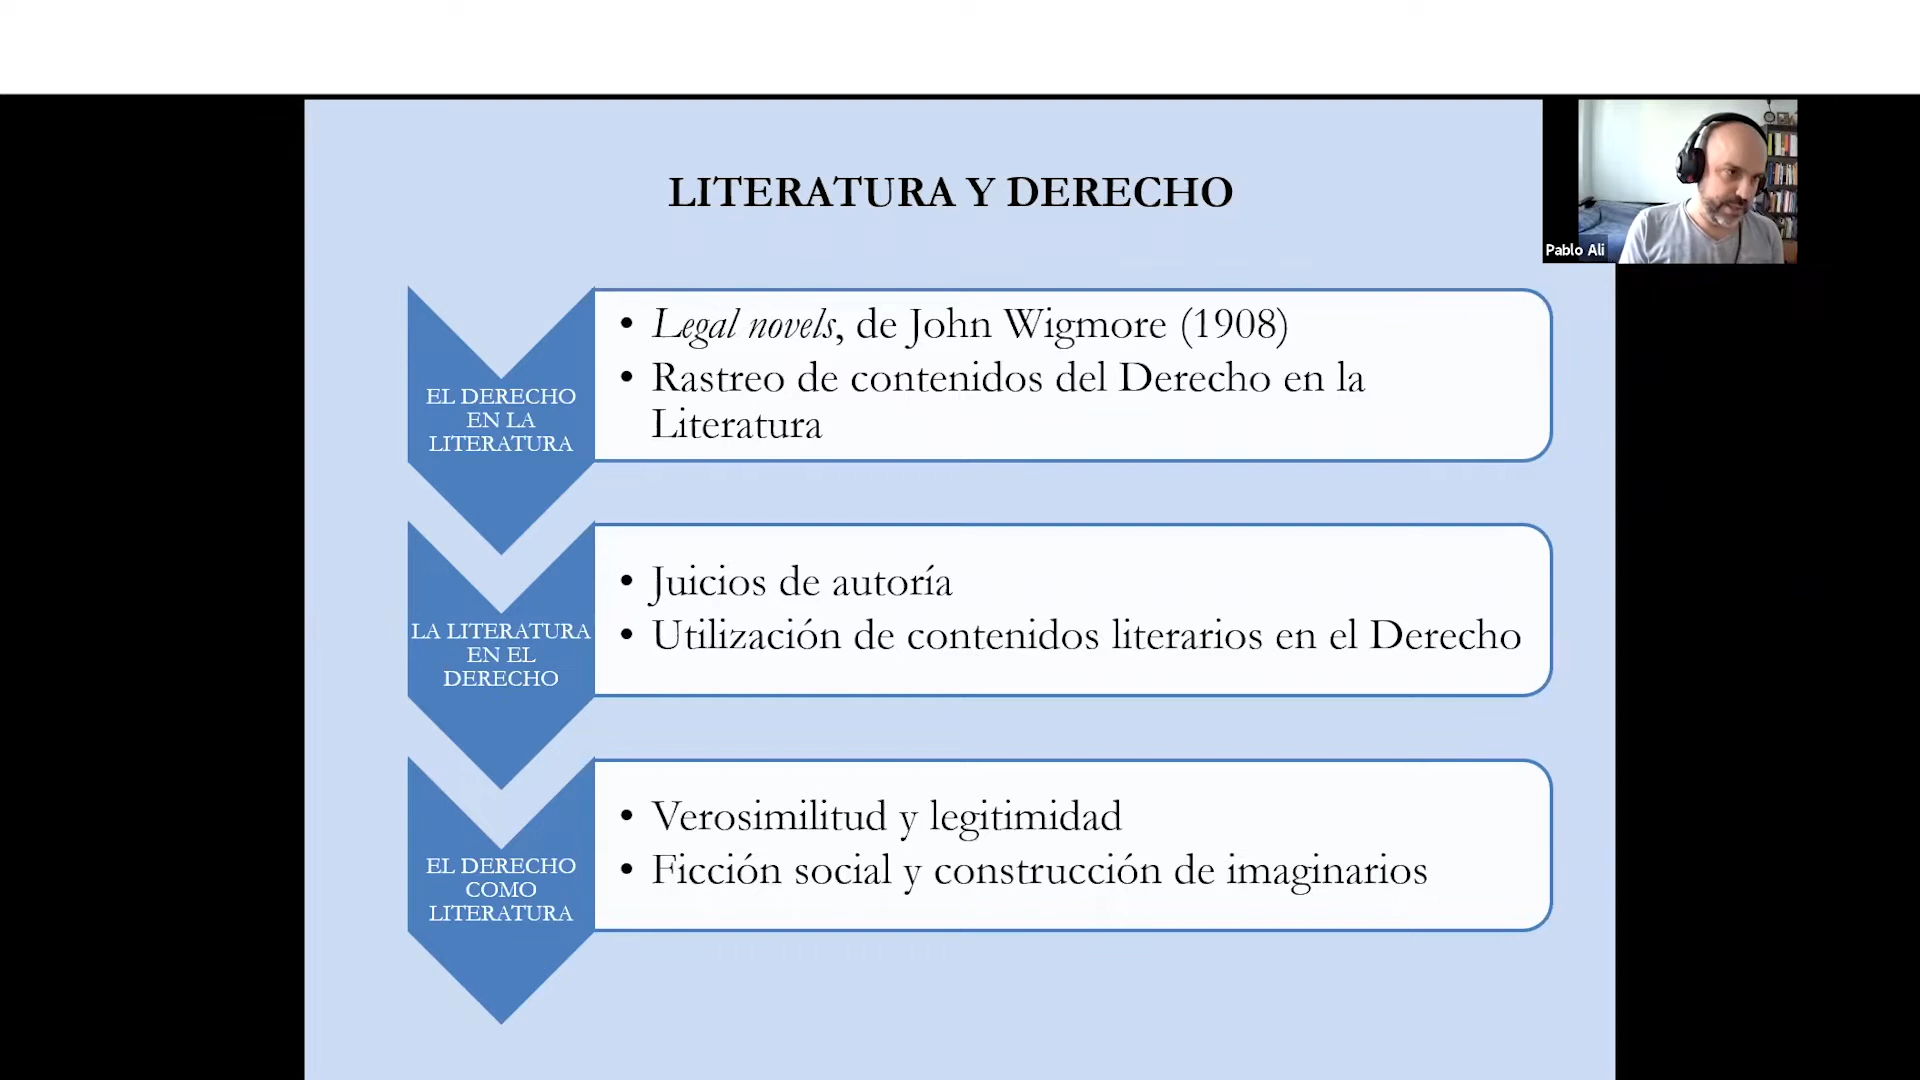 LITERATURA Y DERECHO
Pablo Ali
EL DERECHO
EN LA
LITERATURA
• Legal novels, de John Wigmore (1908)
• Rastreo de contenidos del Derecho en la
Literatura
LA LITERATURA
EN EL
DERECHO
• Juicios de autoría
• Utilización de contenidos literarios en el Derecho
EL DERECHO
COMO
LITERATURA
• Verosimilitud y legitimidad
• Ficción social y construcción de imaginarios